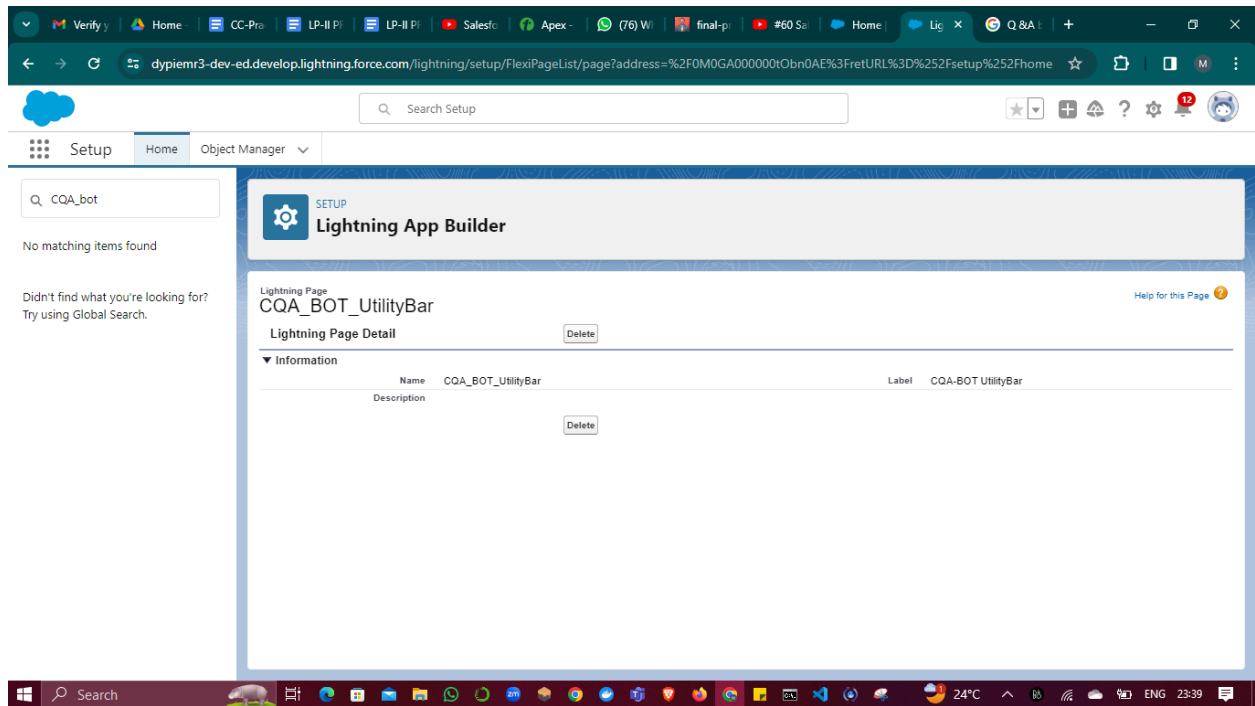 Verify y
Home -
CC-Pra
LP-II PF
LP-II PF
Salesfo
Apex -
(76) W
final-pr
#60 Sal
Home |
Lig
Q &A b
dypiemr3-dev-ed.develop.lightning.force.com/lightning/setup/FlexiPageList/page?address=%2F0M0GA000000tObn0AE%3FretURL%3D%252Fsetup%252Fhome
M
Search Setup
12
Setup
Home
Object Manager
CQA_bot
No matching items found
Didn't find what you're looking for?
Try using Global Search.
SETUP
Lightning App Builder
Lightning Page
CQA_BOT_UtilityBar
Help for this Page
Lightning Page Detail
Delete
Information
Name CQA_BOT_UtilityBar
Label CQA-BOT UtilityBar
Description
Delete
Search
zm
24°C
ENG
23:39